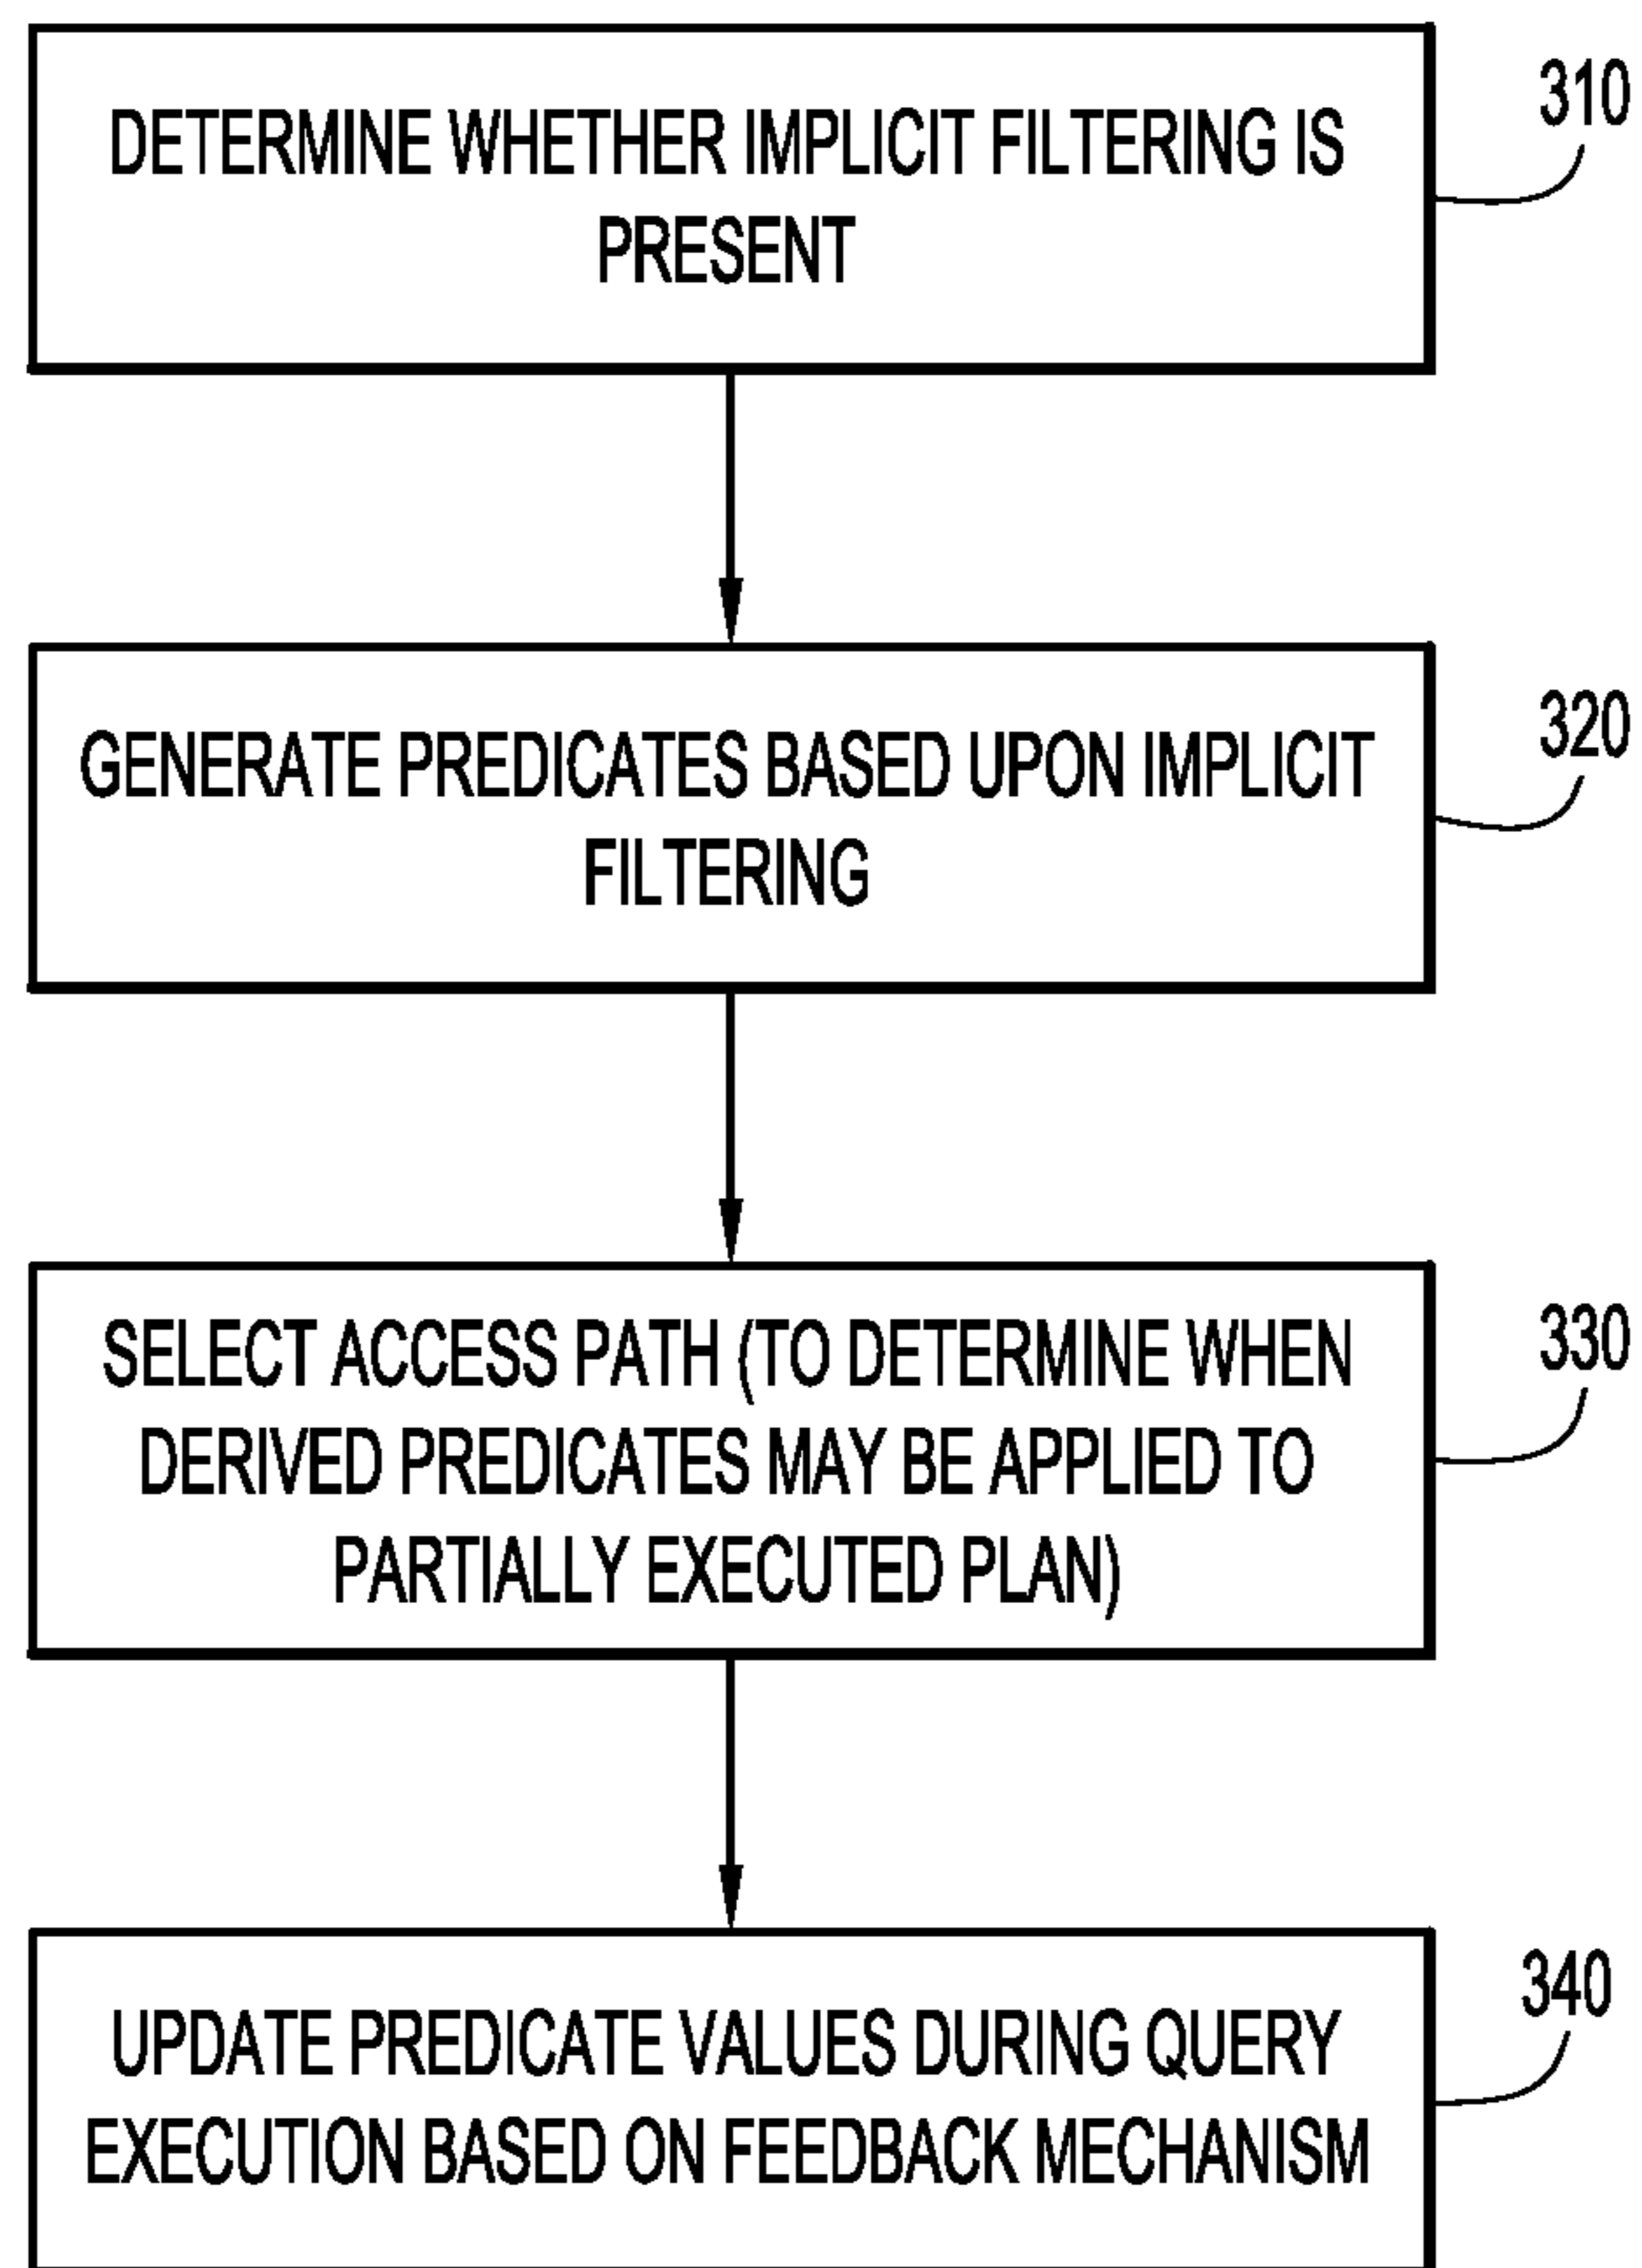 310
DETERMINE WHETHER IMPLICIT FILTERING IS
PRESENT
320
GENERATE PREDICATES BASED UPON IMPLICIT
FILTERING
330
SELECT ACCESS PATH (TO DETERMINE WHEN
DERIVED PREDICATES MAY BE APPLIED TO
PARTIALLY EXECUTED PLAN)
340
UPDATE PREDICATE VALUES DURING QUERY
EXECUTION BASED ON FEEDBACK MECHANISM